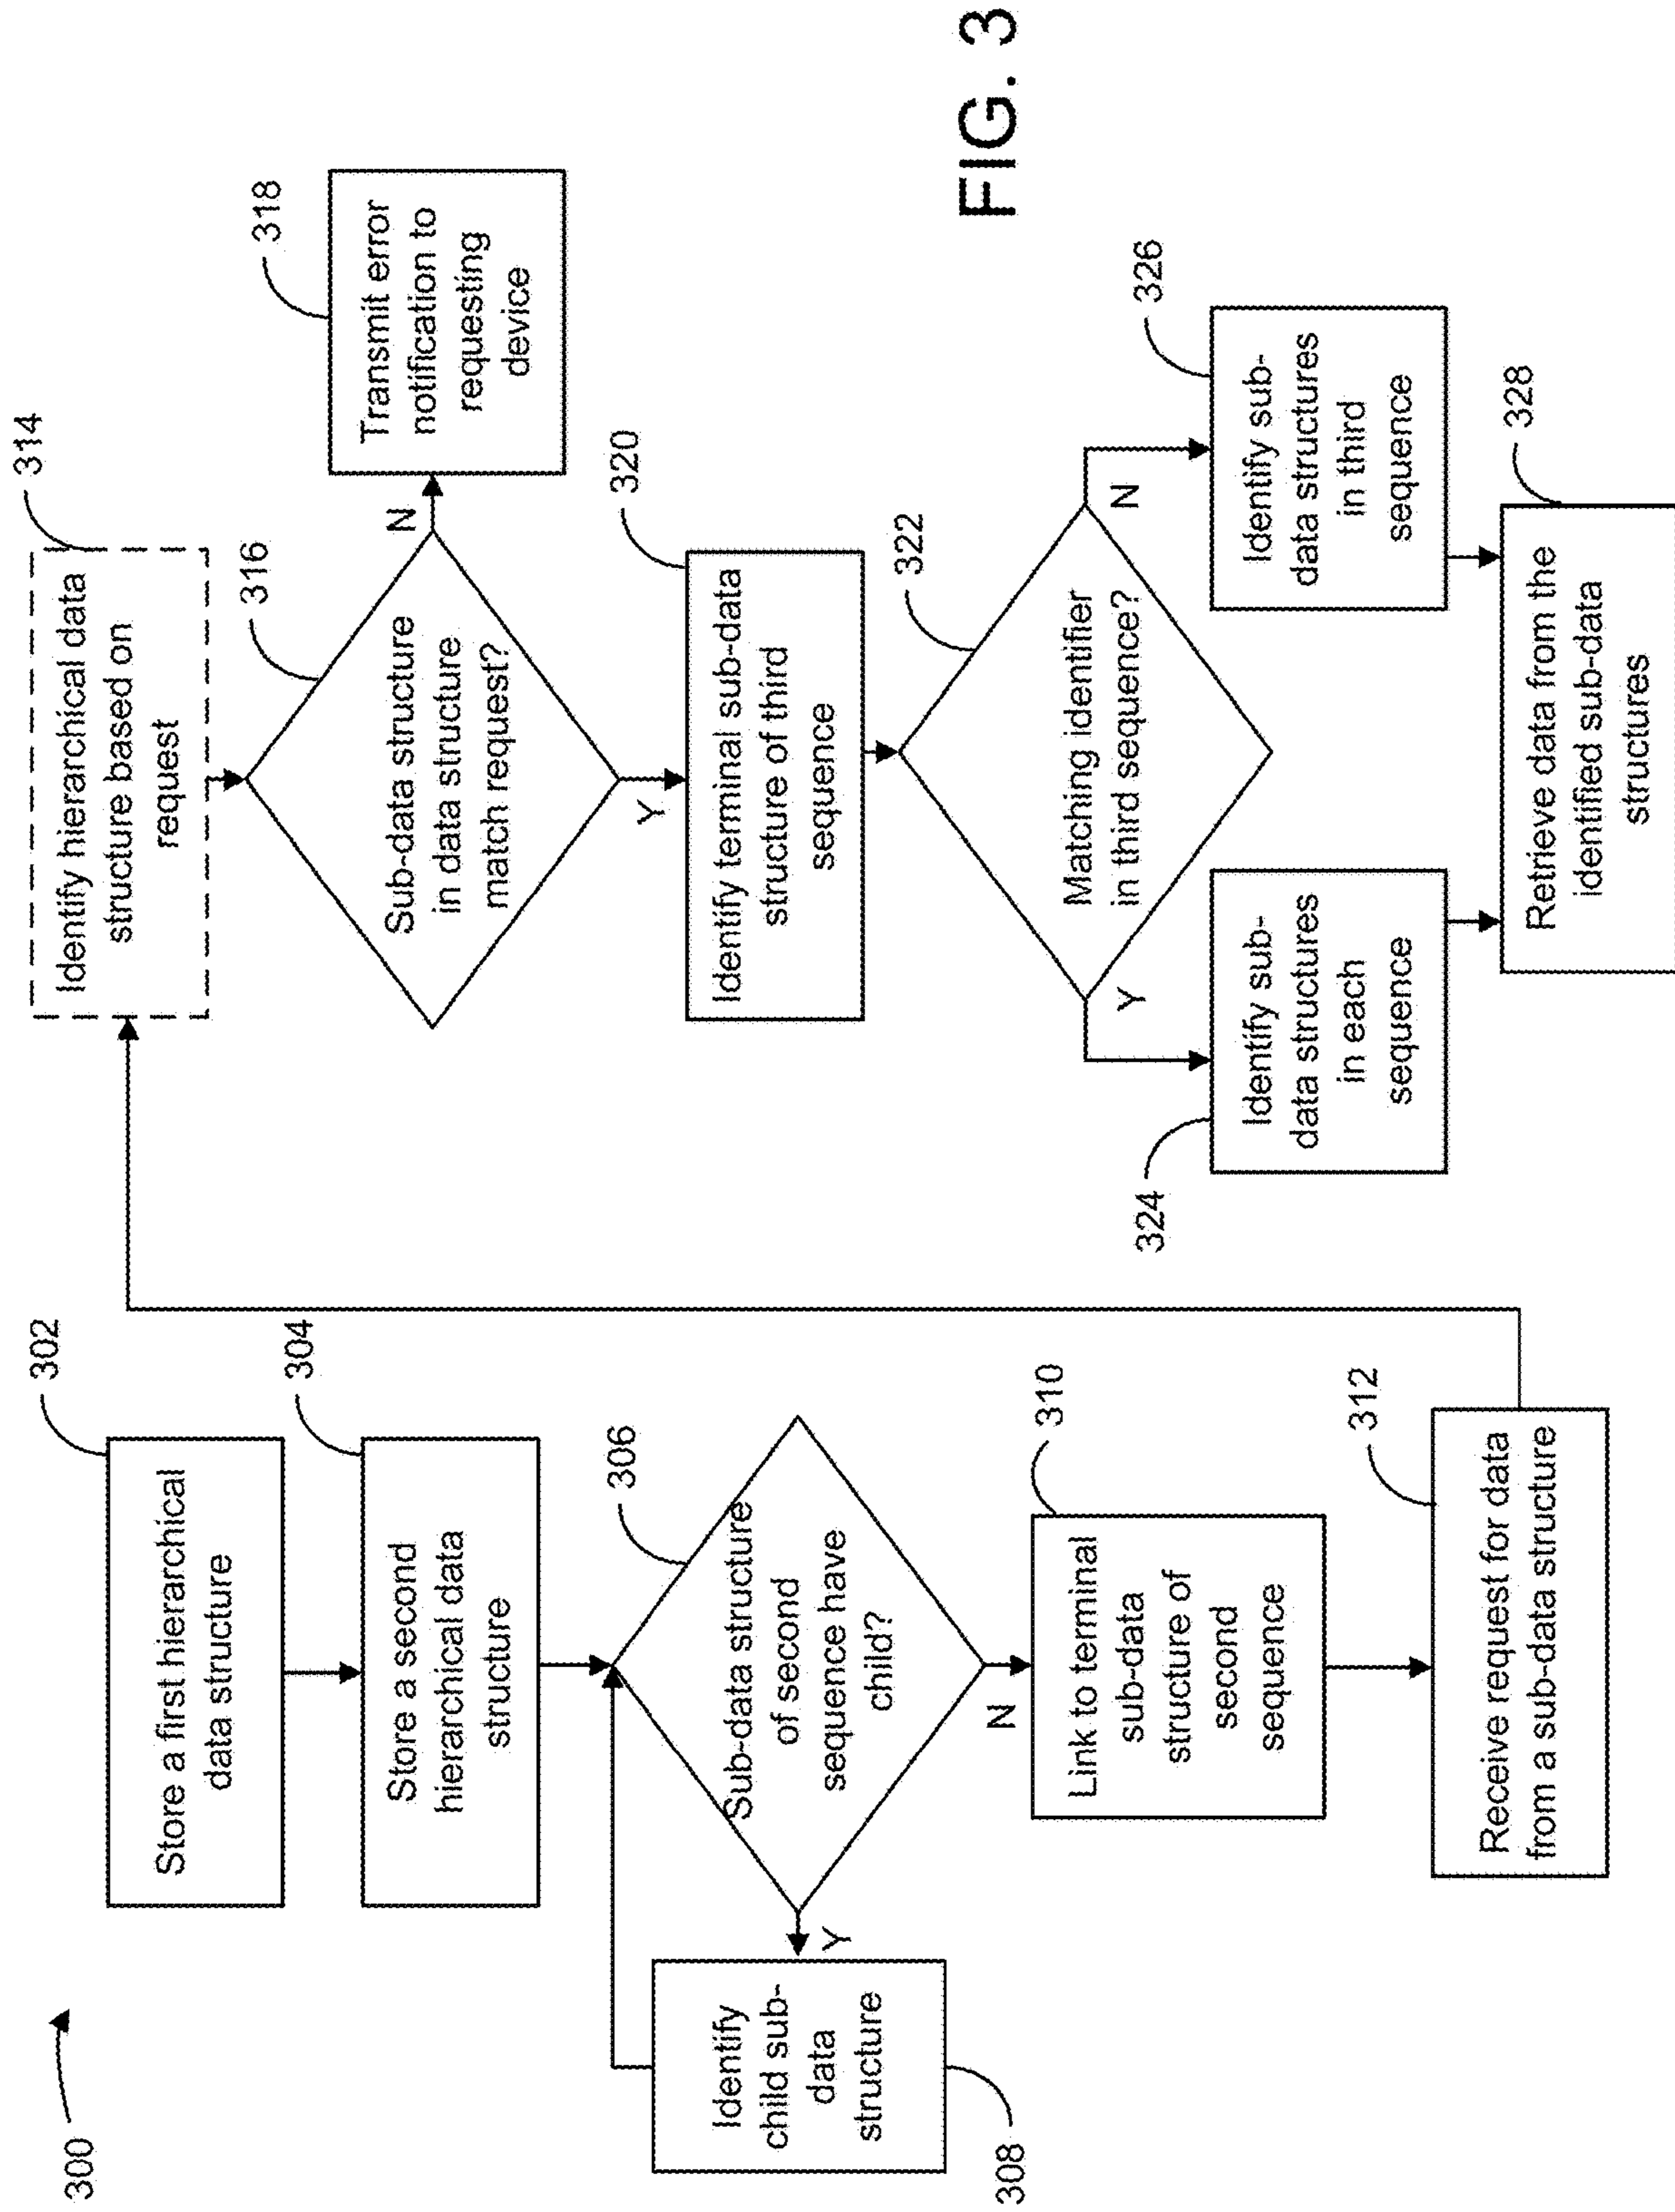 300
302
Store a first hierarchical
data structure
304
Store a second
hierarchical data
structure
306
Sub-data structure
of second
sequence have
child?
Y
Identify
child sub-
data
structure
308
N
310
Link to terminal
sub-data
structure of
second
sequence
312
Receive request for data
from a sub-data structure
314
Identify hierarchical data
structure based on
request
316
Sub-data structure
in data structure
match request?
N
318
Transmit error
notification to
requesting
device
Y
320
Identify terminal sub-data
structure of third
sequence
322
Matching identifier
in third sequence?
Y
N
324
Identify sub-
data structures
in each
sequence
326
Identify sub-
data structures
in third
sequence
328
Retrieve data from the
identified sub-data
structures
FIG. 3